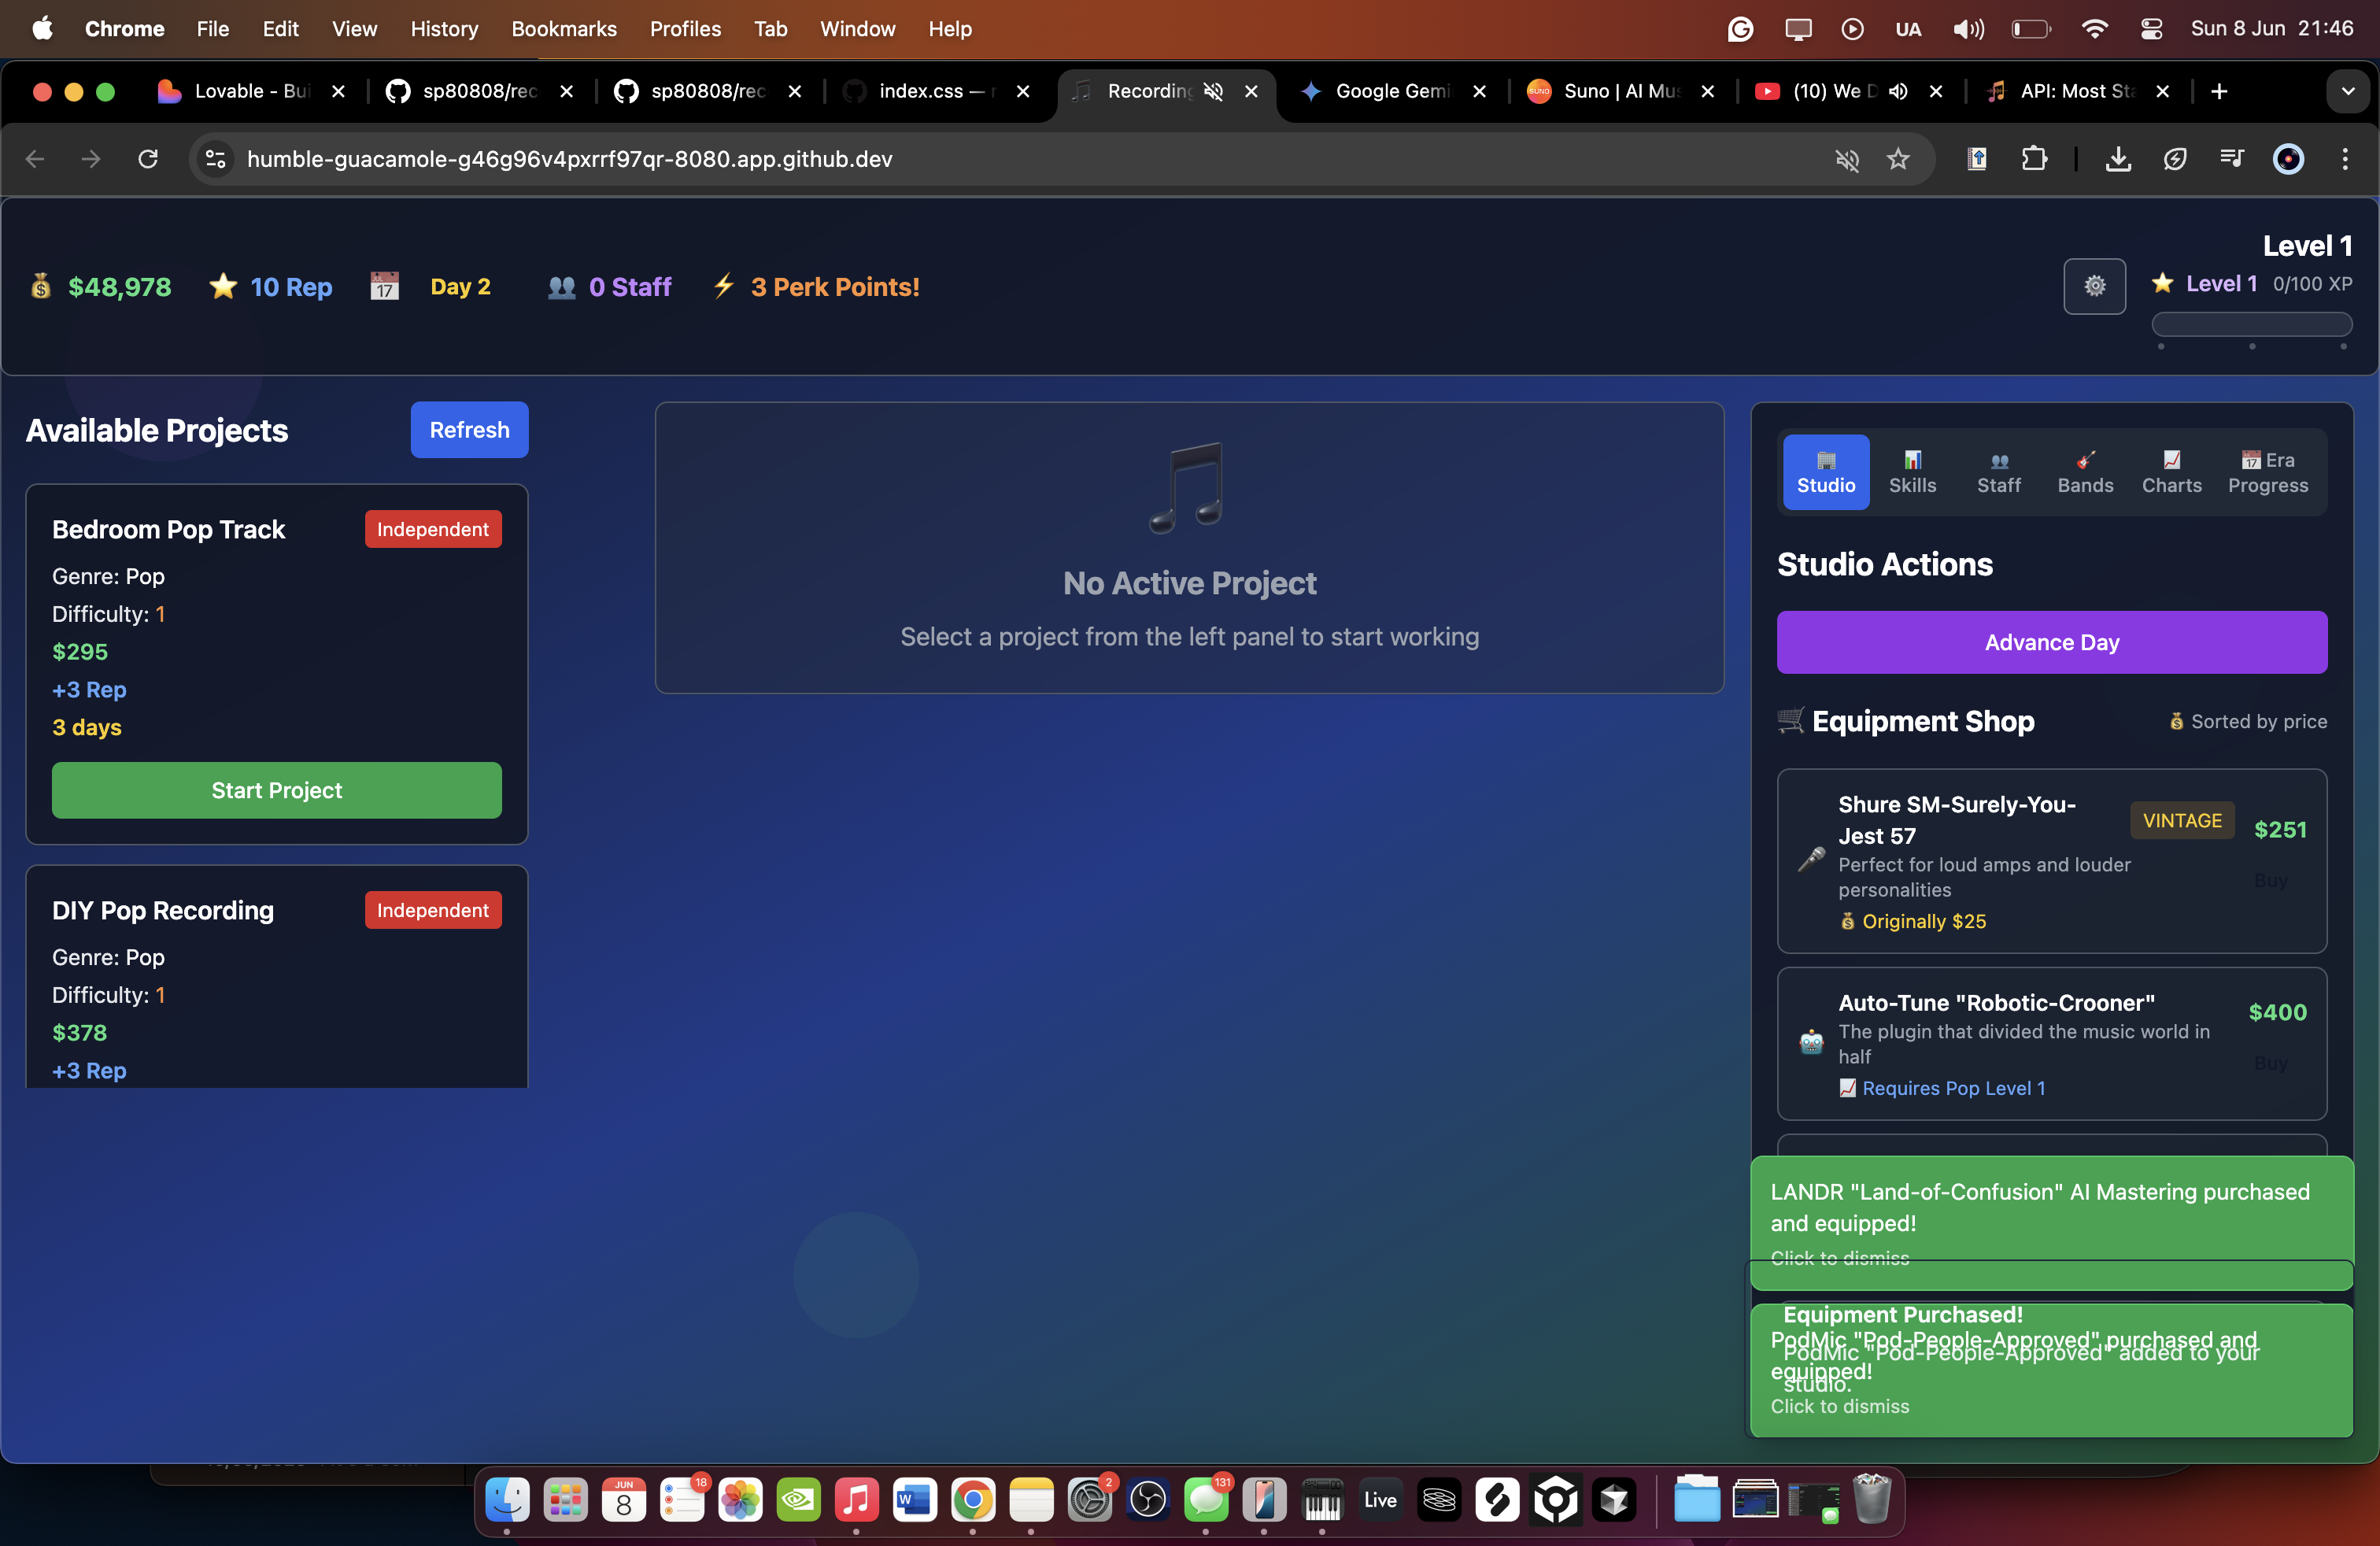 Chrome File Edit View History Bookmarks Profiles Tab Window Help
UA
Sun 8 Jun 21:46
Lovable - Bui
sp80808/rec
sp80808/rec
index.css —
Recording
Google Gemi
Suno | AI Mus
(10) We D
API: Most Sta
humble-guacamole-g46g96v4pxrrf97qr-8080.app.github.dev
$48,978
10 Rep
17
Day 2
0 Staff
3 Perk Points!
Level 1
Level 1 0/100 XP
Available Projects
Refresh
Bedroom Pop Track
Independent
Genre: Pop
Difficulty: 1
$295
+3 Rep
3 days
Start Project
DIY Pop Recording
Independent
Genre: Pop
Difficulty: 1
$378
+3 Rep
No Active Project
Select a project from the left panel to start working
Studio
Skills
Staff
Bands
Charts
Era Progress
Studio Actions
Advance Day
Equipment Shop
Sorted by price
Shure SM-Surely-You-
Jest 57
VINTAGE
$251
Perfect for loud amps and louder
personalities
Buy
Originally $25
Auto-Tune "Robotic-Crooner"
$400
The plugin that divided the music world in
half
Buy
Requires Pop Level 1
LANDR "Land-of-Confusion" AI Mastering purchased
and equipped!
Click to dismiss
Equipment Purchased!
PodMic "Pod-People-Approved" purchased and
PodMic "Pod-People-Approved" added to your
equipped!
studio.
Click to dismiss
JUN
8
18
2
131
Live